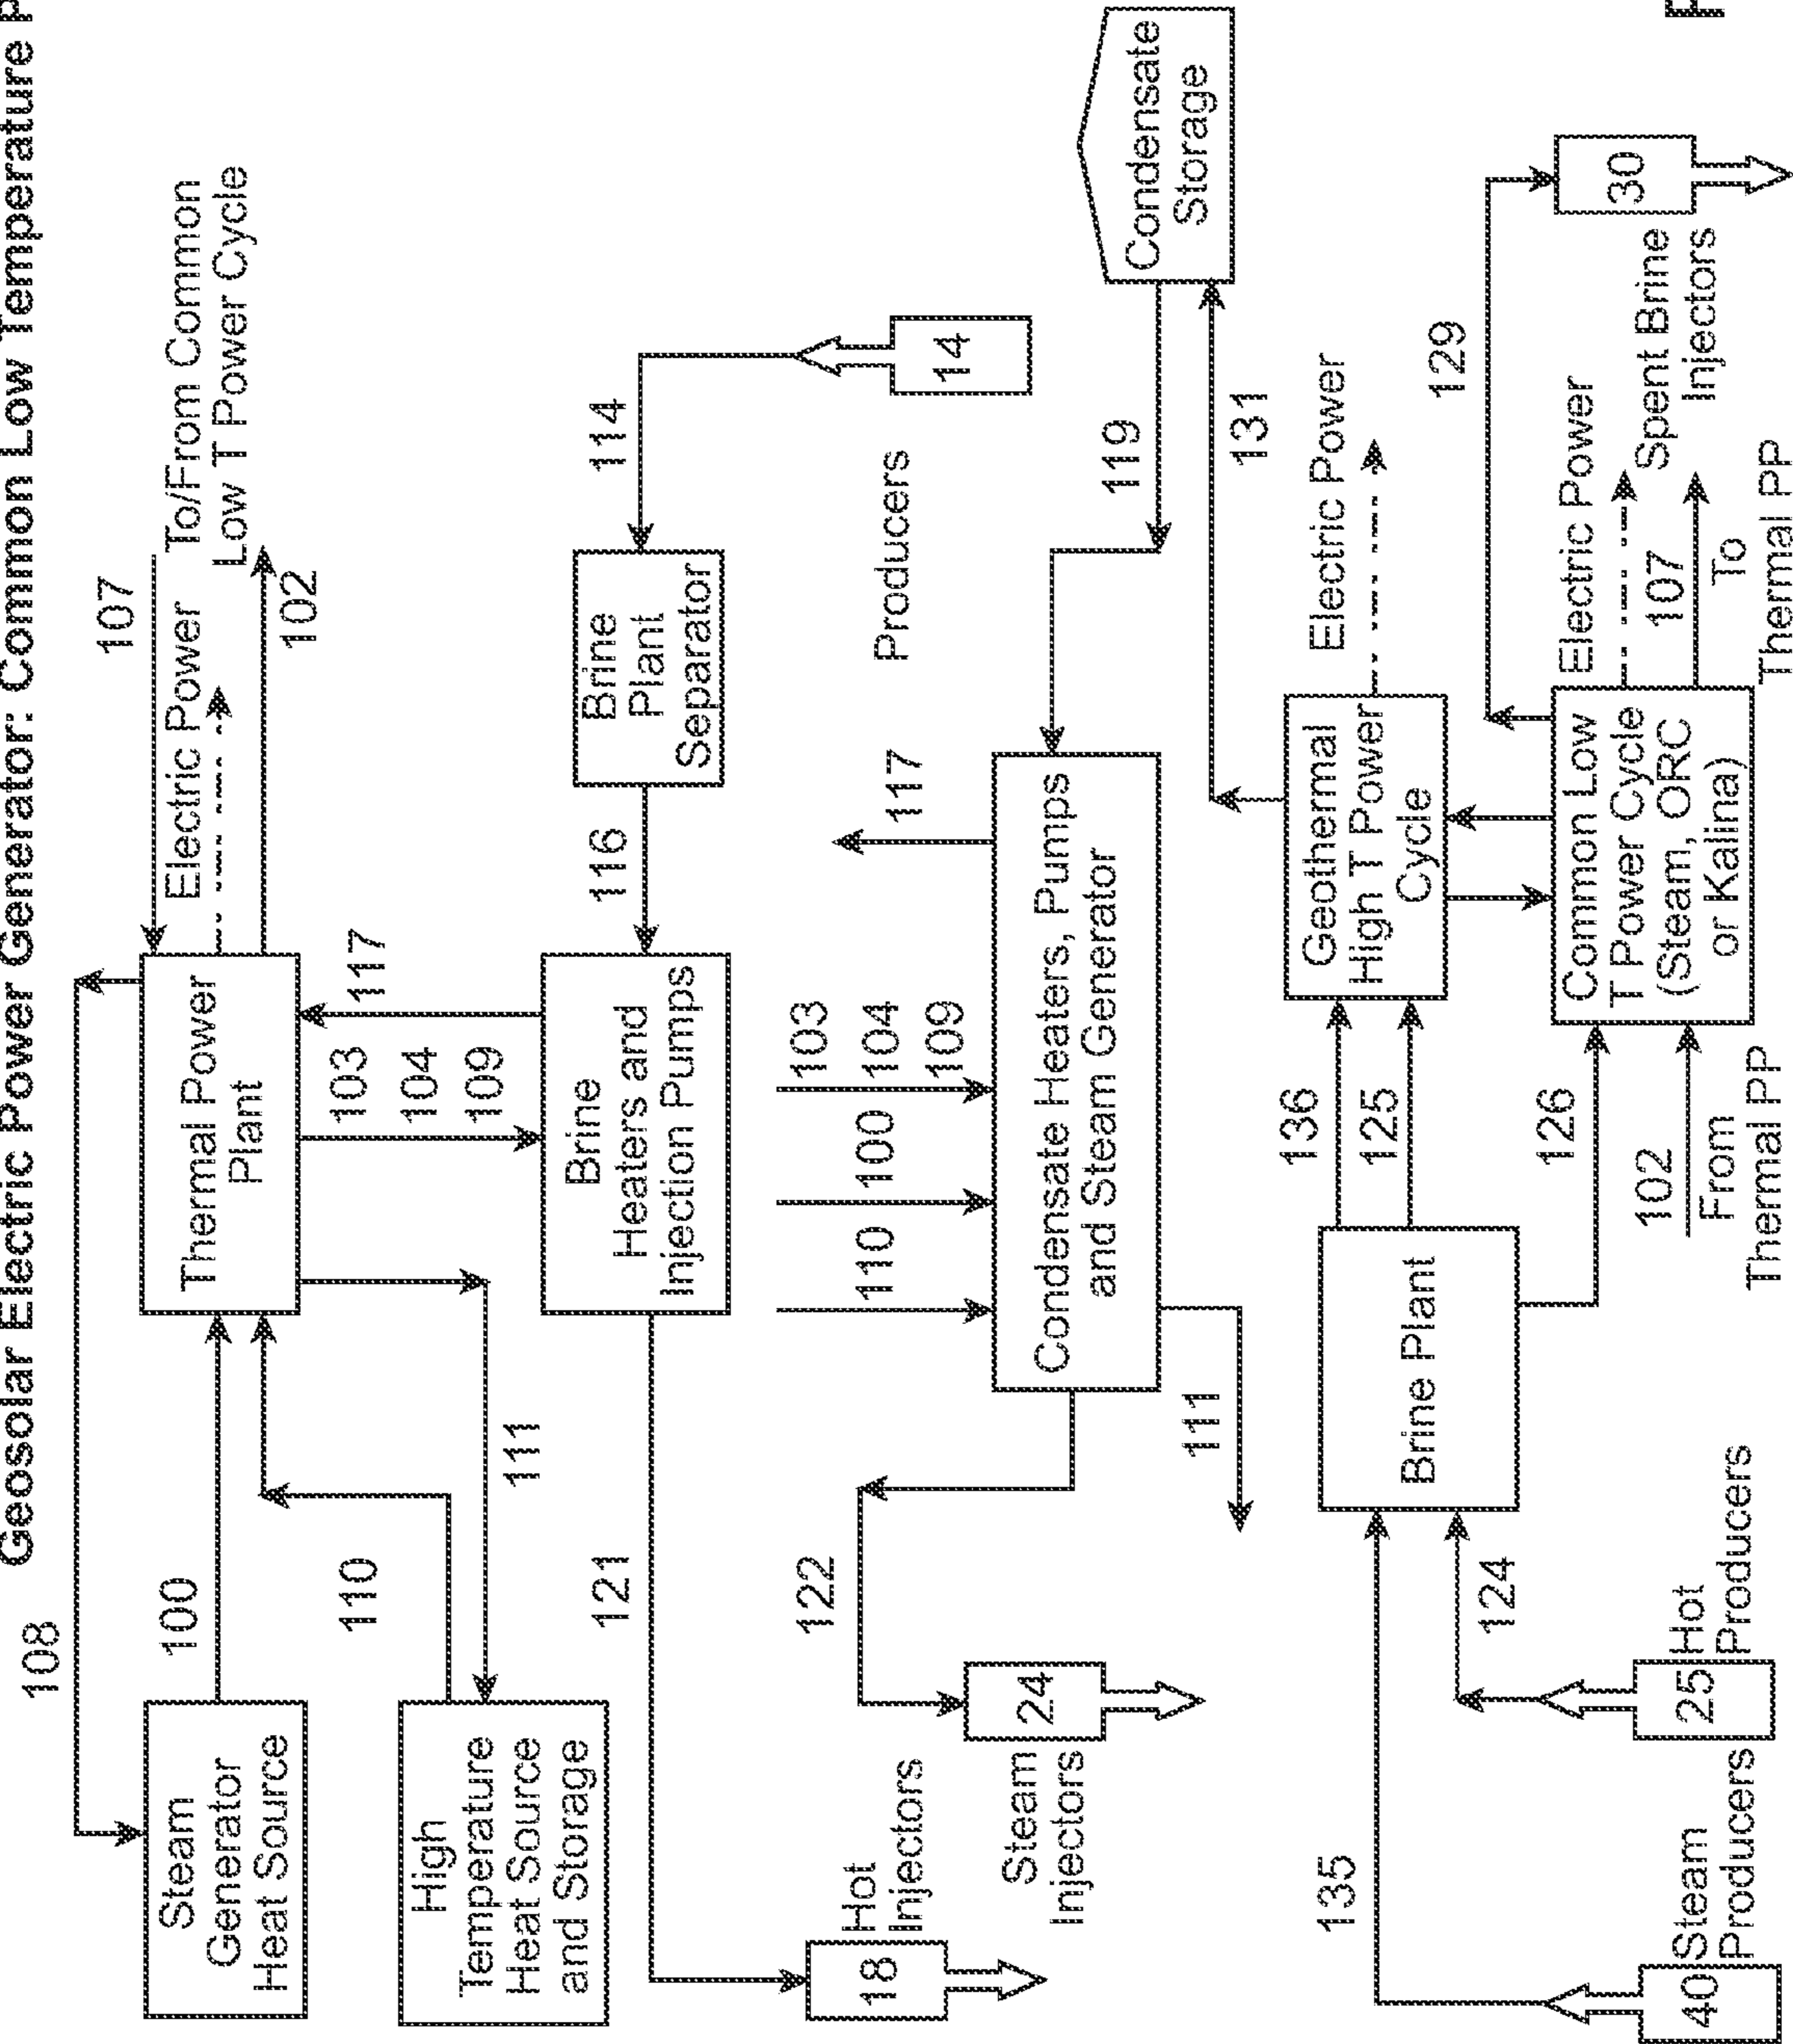 Geosolar Electric Power Generator: Common Low Temperature
108
107
Steam
Generator
Heat Source
100
Thermal Power
Plant
Electric Power
To/From Common
Low T Power Cycle
102
110
111
103
104
109
117
High
Temperature
Heat Source
and Storage
Brine
Heaters and
Injection Pumps
116
Brine
Plant
Separator
114
121
18
Hot
Injectors
122
110
100
103
104
109
117
Producers
14
24
Steam
Injectors
Condensate Heaters, Pumps
and Steam Generator
119
Condensate
Storage
111
131
135
Brine Plant
136
125
Geothermal
High T Power
Cycle
Electric Power
124
126
129
40
Steam
Producers
25
Hot
Producers
102
From
Thermal PP
Common Low
T Power Cycle
(Steam, ORC
or Kalina)
Electric Power
107
To
Thermal PP
Spent Brine
Injectors
30